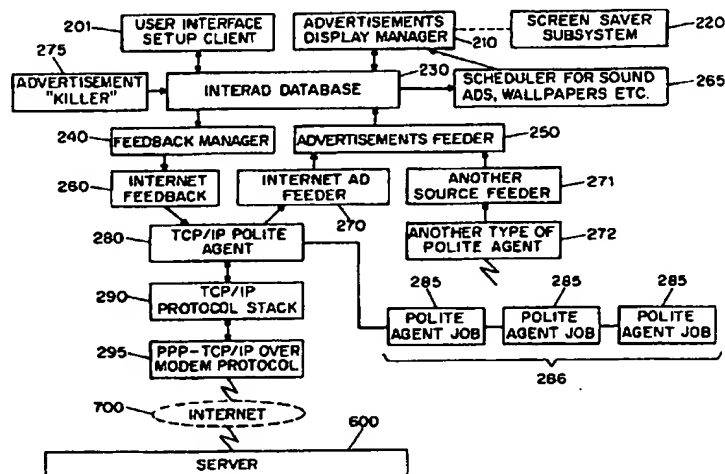 201
USER INTERFACE
SETUP CLIENT
ADVERTISEMENTS
DISPLAY MANAGER
210
SCREEN SAVER
SUBSYSTEM
220
275
ADVERTISEMENT
"KILLER"
INTERAD DATABASE
230
SCHEDULER FOR SOUND
ADS, WALLPAPERS ETC.
265
240
FEEDBACK MANAGER
ADVERTISEMENTS FEEDER
250
260
INTERNET
FEEDBACK
INTERNET AD
FEEDER
270
ANOTHER
SOURCE FEEDER
271
280
TCP/IP POLITE
AGENT
ANOTHER TYPE OF
POLITE AGENT
272
290
TCP/IP
PROTOCOL STACK
285
285
285
POLITE
AGENT JOB
POLITE
AGENT JOB
POLITE
AGENT JOB
286
295
PPP-TCP/IP OVER
MODEM PROTOCOL
700
INTERNET
600
SERVER